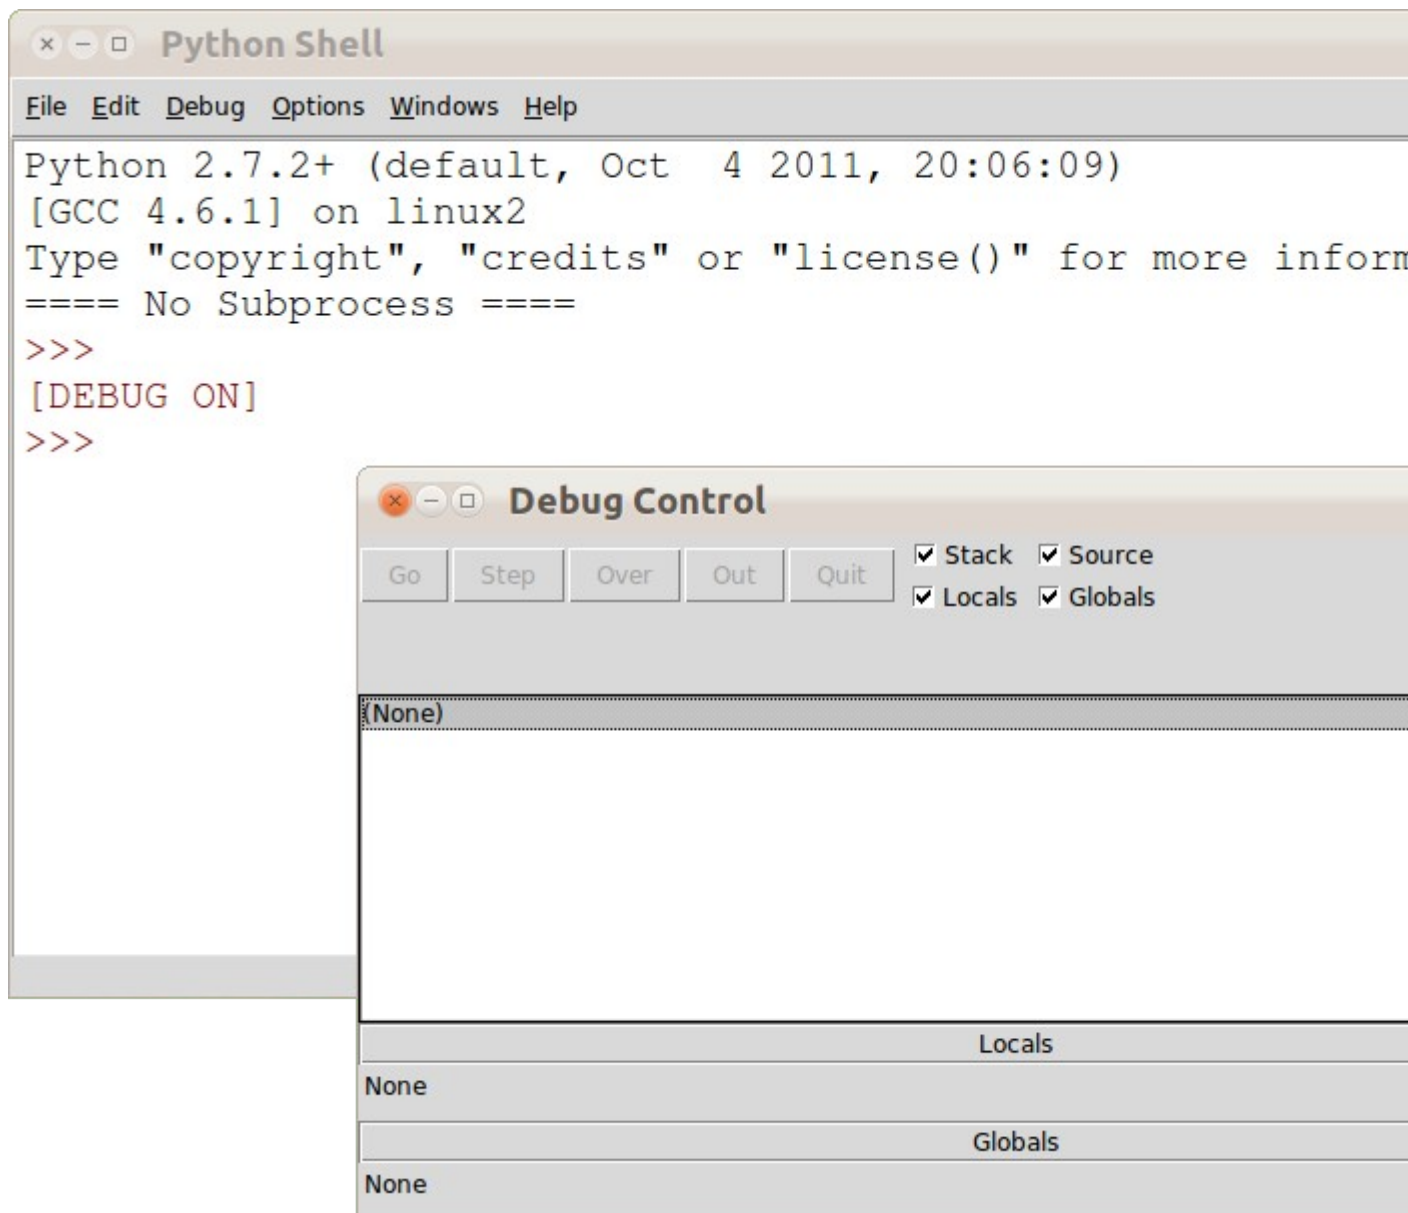 Python Shell
File Edit Debug Options Windows Help
Python 2.7.2+ (default, Oct  4 2011, 20:06:09)
[GCC 4.6.1] on linux2
Type "copyright", "credits" or "license()" for more inform
==== No Subprocess ====
>>>
[DEBUG ON]
>>>
Debug Control
Go Step Over Out Quit
Stack Source
Locals Globals
(None)
Locals
None
Globals
None